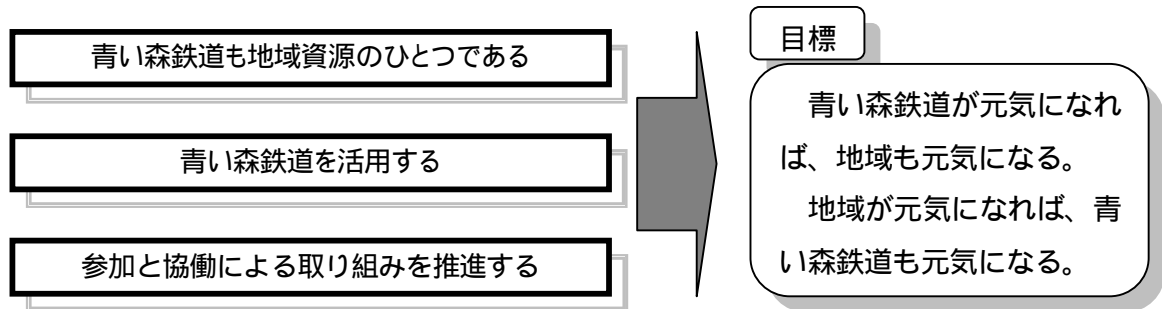 青い森鉄道も地域資源のひとつである
青い森鉄道を活用する
参加と協働による取り組みを推進する
目標
青い森鉄道が元気になれ
ば、地域も元気になる。
地域が元気になれば、青
い森鉄道も元気になる。